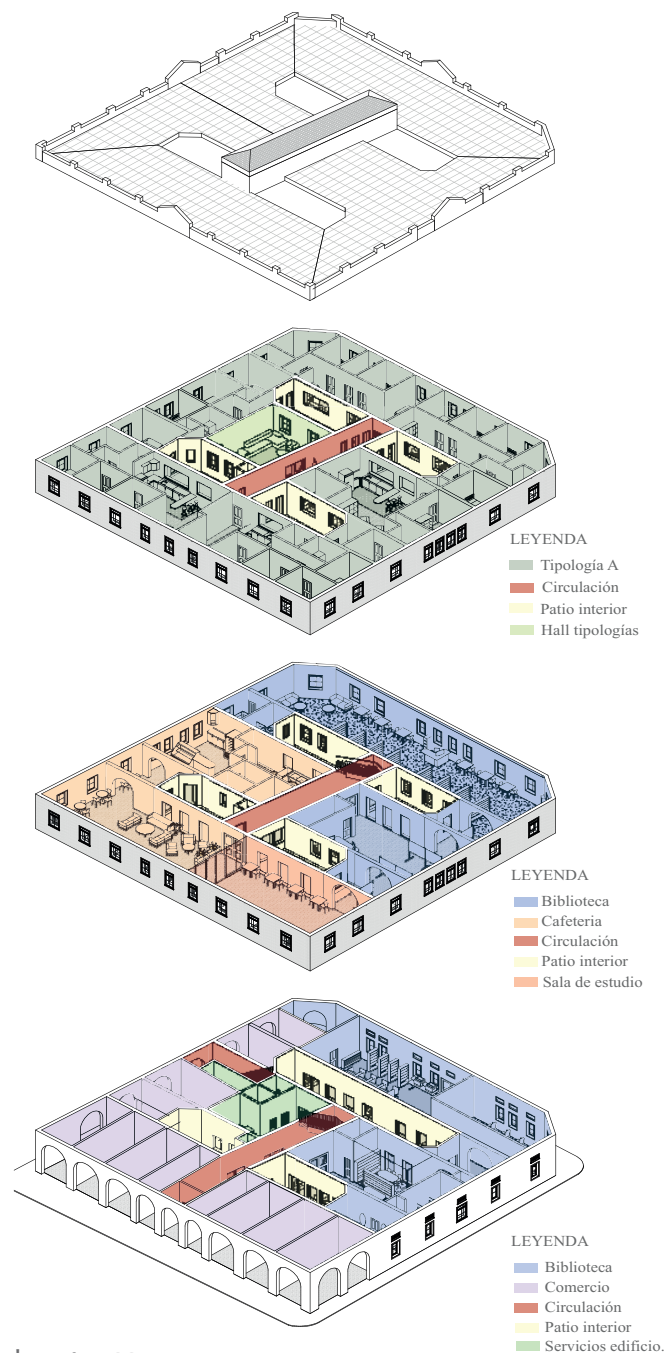 LEYENDA
Tipología A
Circulación
Patio interior
Hall tipologías
LEYENDA
Biblioteca
Cafeteria
Circulación
Patio interior
Sala de estudio
LEYENDA
Biblioteca
Comercio
Circulación
Patio interior
Servicios edificio.